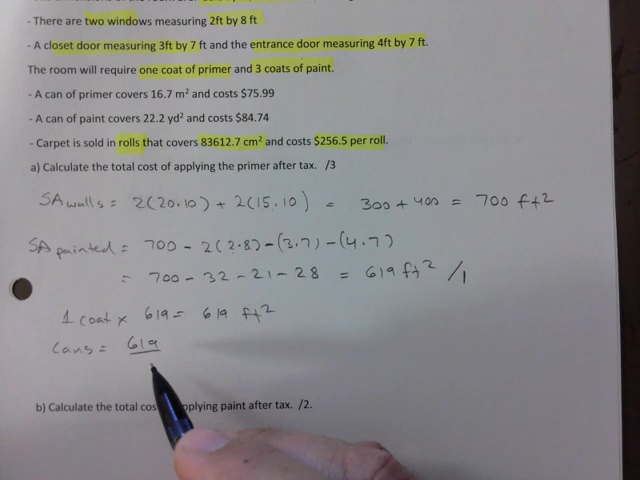 - There are two windows measuring 2ft by 8 ft
- A closet door measuring 3ft by 7 ft and the entrance door measuring 4ft by 7 ft.
The room will require one coat of primer and 3 coats of paint.
- A can of primer covers 16.7 m² and costs $75.99
- A can of paint covers 22.2 yd² and costs $84.74
- Carpet is sold in rolls that covers 83612.7 cm² and costs $256.5 per roll.
a) Calculate the total cost of applying the primer after tax. /3
SA walls = 2(20.10) + 2(15.10) = 300 + 400 = 700 ft2
SA painted = 700 - 2(2.8) - (3.7) - (4.7)
= 700 - 32 - 21 - 28 = 619 ft² /1
1 coat x 619 = 619 ft2
Cans = 619
b) Calculate the total cos pplying paint after tax. /2.